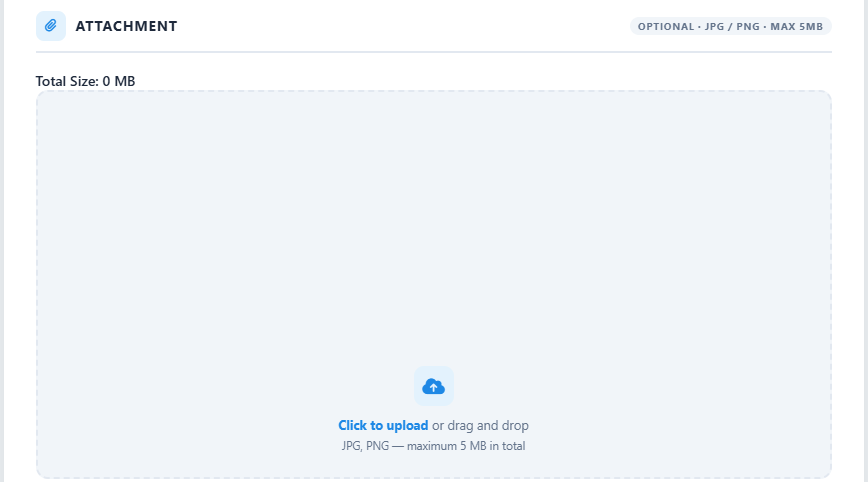 ATTACHMENT
OPTIONAL · JPG / PNG · MAX 5MB
Total Size: 0 MB
Click to upload or drag and drop
JPG, PNG — maximum 5 MB in total